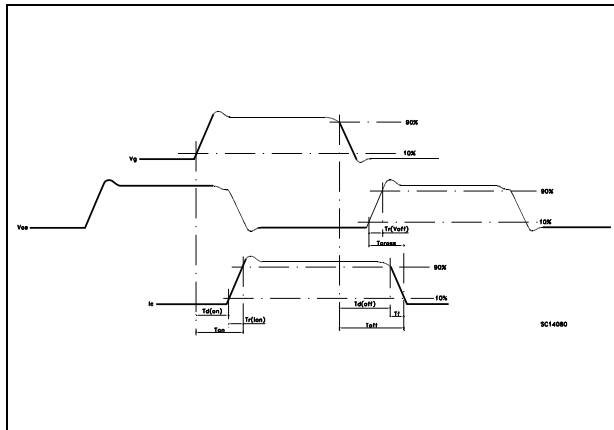 90%
10%
Vg
90%
Vce
10%
Tr(Voff)
Tcross
90%
Ic
10%
Td(on)
Td(off)
Tf
Tr(Ion)
Ton
Toff
SC14080